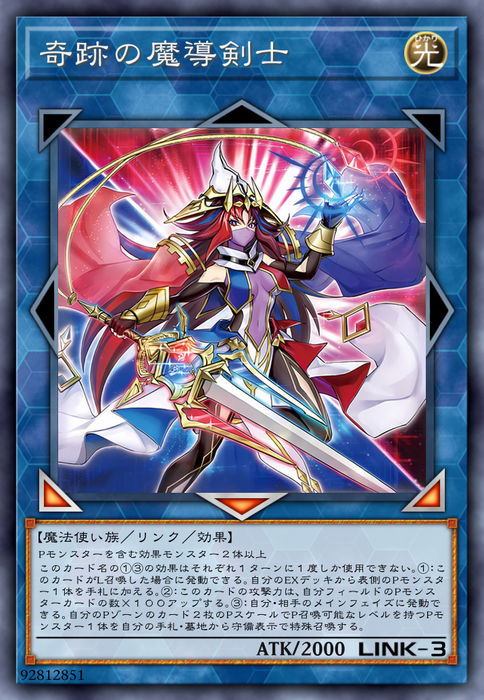 奇跡の魔導剣士
ひかり
光
【魔法使い族／リンク／効果】
Pモンスターを含む効果モンスター２体以上
このカード名の①③の効果はそれぞれ１ターンに１度しか使用できない。①：こ
のカードがL召喚した場合に発動できる。自分のEXデッキから表側のPモンスタ
ー１体を手札に加える。②：このカードの攻撃力は、自分フィールドのPモンス
ターカードの数×１００アップする。③：自分・相手のメインフェイズに発動で
きる。自分のPゾーンのカード２枚のPスケールでP召喚可能なレベルを持つPモ
ンスター１体を自分の手札・墓地から守備表示で特殊召喚する。
ATK/2000 LINK-3
92812851